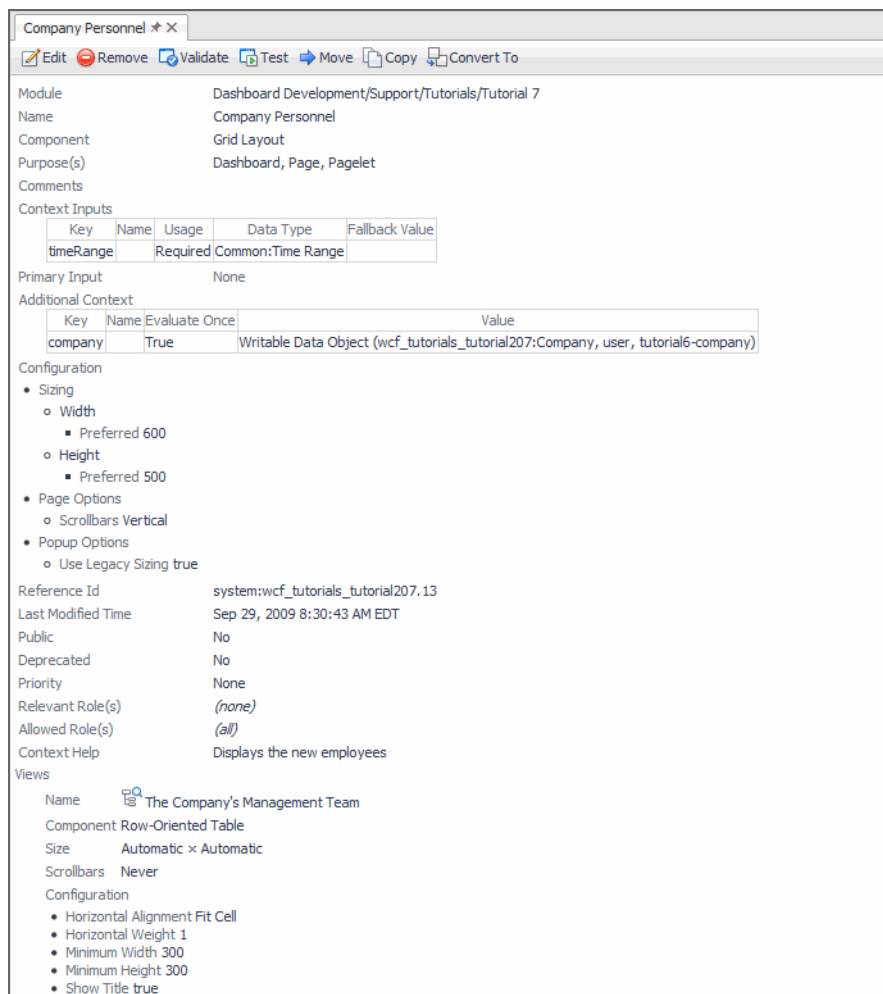 Company Personnel
Edit Remove Validate Test Move Copy Convert To
Module Dashboard Development/Support/Tutorials/Tutorial 7
Name Company Personnel
Component Grid Layout
Purpose(s) Dashboard, Page, Pagelet
Comments
Context Inputs
Key Name Usage Data Type Fallback Value
timeRange Required Common:Time Range
Primary Input None
Additional Context
Key Name Evaluate Once Value
company True Writable Data Object (wcf_tutorials_tutorial207:Company, user, tutorial6-company)
Configuration
• Sizing
o Width
▪ Preferred 600
o Height
▪ Preferred 500
• Page Options
o Scrollbars Vertical
• Popup Options
o Use Legacy Sizing true
Reference Id system:wcf_tutorials_tutorial207.13
Last Modified Time Sep 29, 2009 8:30:43 AM EDT
Public No
Deprecated No
Priority None
Relevant Role(s) (none)
Allowed Role(s) (all)
Context Help Displays the new employees
Views
Name The Company's Management Team
Component Row-Oriented Table
Size Automatic × Automatic
Scrollbars Never
Configuration
• Horizontal Alignment Fit Cell
• Horizontal Weight 1
• Minimum Width 300
• Minimum Height 300
• Show Title true